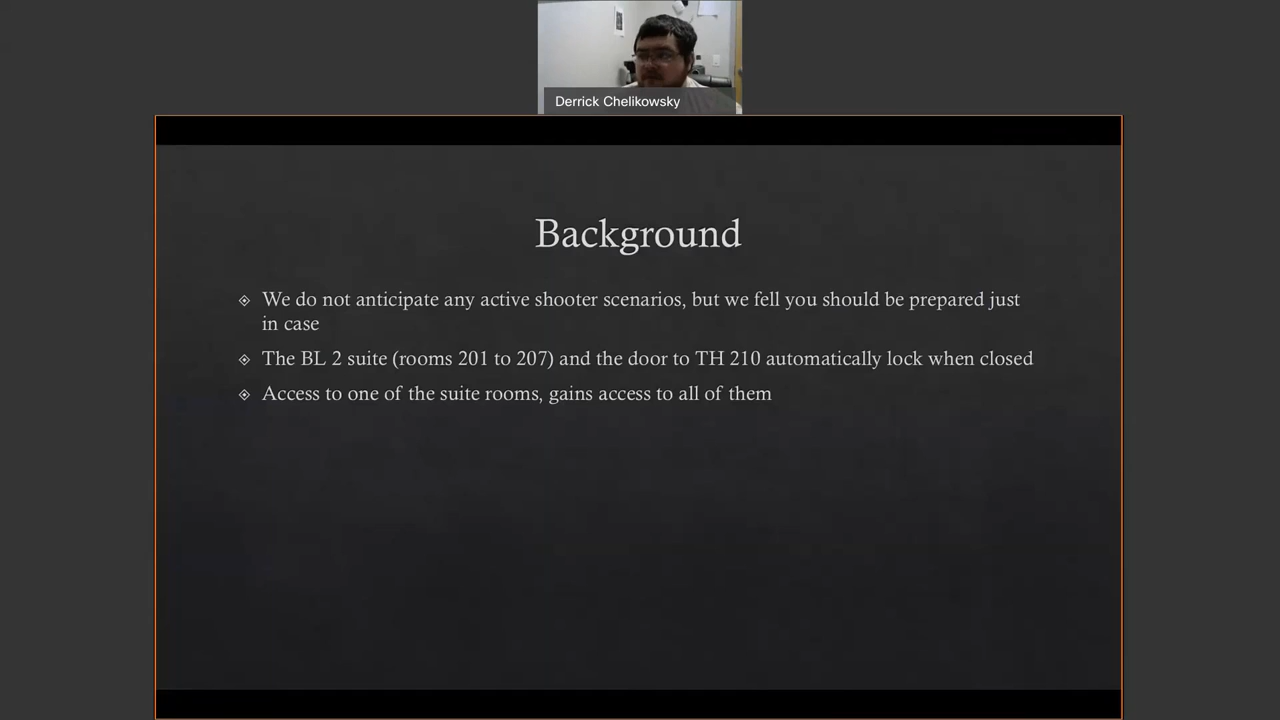 Derrick Chelikowsky
Background
We do not anticipate any active shooter scenarios, but we fell you should be prepared just
in case
The BL 2 suite (rooms 201 to 207) and the door to TH 210 automatically lock when closed
Access to one of the suite rooms, gains access to all of them